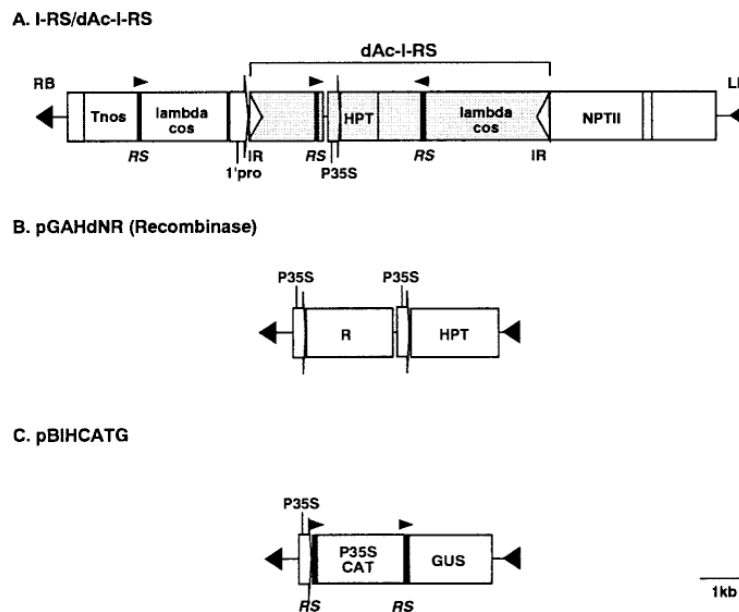 A. I-RS/dAc-I-RS
dAc-I-RS
RB
Tnos
lambda
cos
HPT
lambda
cos
NPTII
RS
IR
RS
RS
IR
1'pro
P35S
B. pGAHdNR (Recombinase)
P35S
P35S
R
HPT
C. pBIHCATG
P35S
P35S
CAT
GUS
RS
RS
1kb